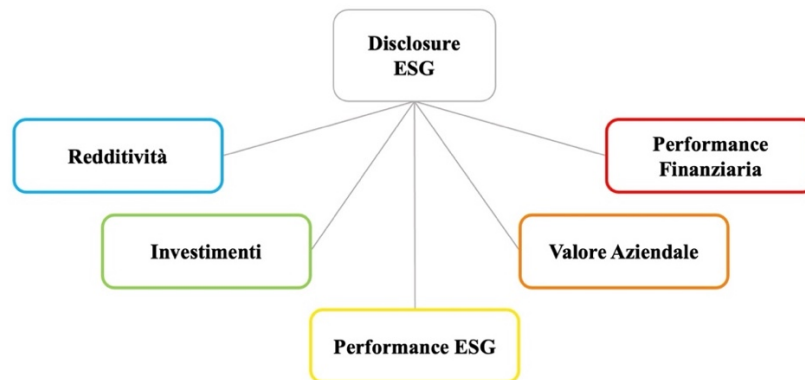 Disclosure
ESG
Redditività
Performance
Finanziaria
Investimenti
Valore Aziendale
Performance ESG